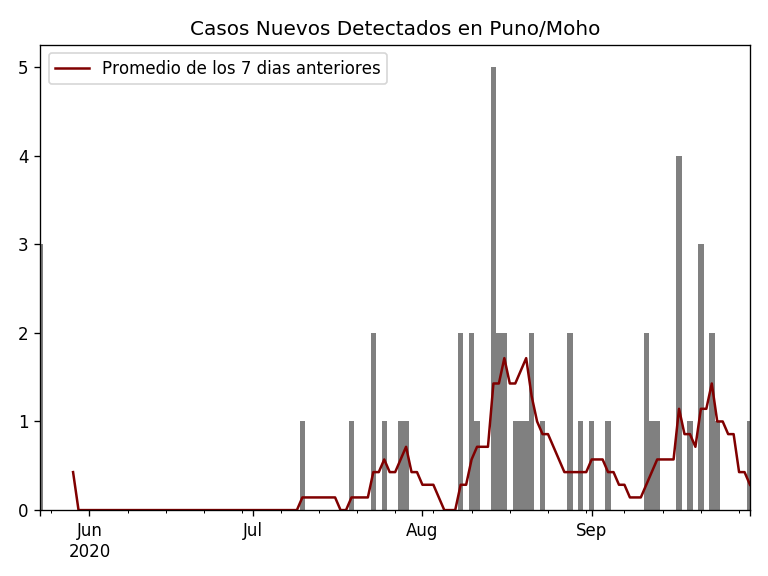 Casos Nuevos Detectados en Puno/Moho
Promedio de los 7 dias anteriores
5
4
3
2
1
0
Jun Jul Aug Sep
2020